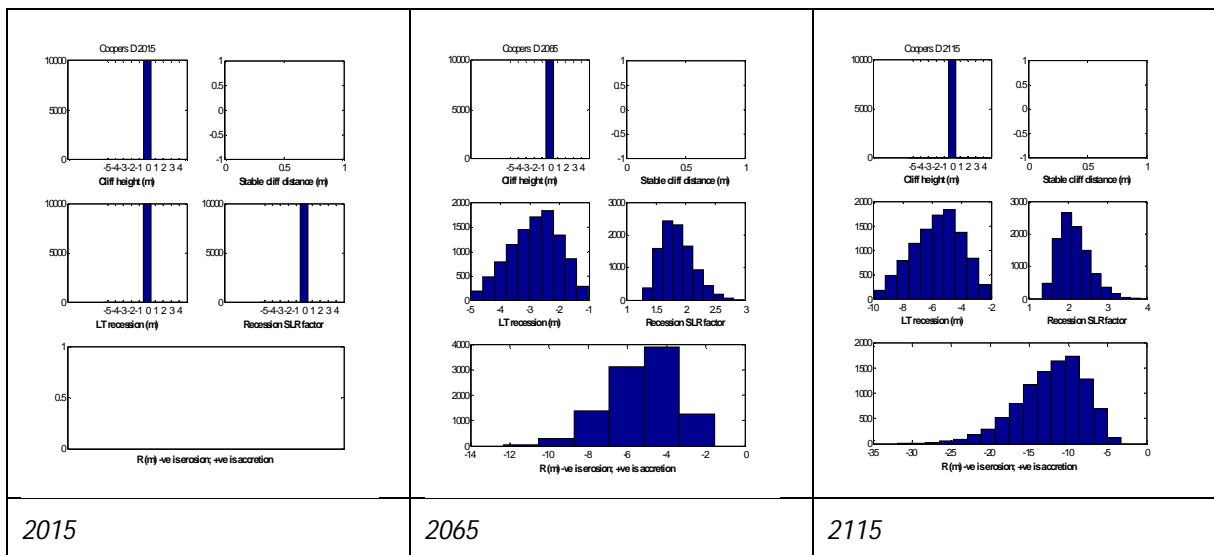 Coopers D2015
10000
5000
0
-5-4-3-2-1 0 1 2 3 4
Cliff height (m)
1
0.5
0
-0.5
-1
0 0.5 1
Stable cliff distance (m)
10000
5000
0
-5-4-3-2-1 0 1 2 3 4
LT recession (m)
10000
5000
0
-5-4-3-2-1 0 1 2 3 4
Recession SLR factor
1
0.5
0
R (m) -ve is erosion; +ve is accretion
2015
Coopers D2065
10000
5000
0
-5-4-3-2-1 0 1 2 3 4
Cliff height (m)
1
0.5
0
-0.5
-1
0 0.5 1
Stable cliff distance (m)
2000
1500
1000
500
0
-5 -4 -3 -2 -1
LT recession (m)
3000
2000
1000
0
1 1.5 2 2.5 3
Recession SLR factor
4000
3000
2000
1000
0
-14 -12 -10 -8 -6 -4 -2 0
R (m) -ve is erosion; +ve is accretion
2065
Coopers D2115
10000
5000
0
-5-4-3-2-1 0 1 2 3 4
Cliff height (m)
1
0.5
0
-0.5
-1
0 0.5 1
Stable cliff distance (m)
2000
1500
1000
500
0
-10 -8 -6 -4 -2
LT recession (m)
3000
2000
1000
0
1 2 3 4
Recession SLR factor
2000
1500
1000
500
0
-35 -30 -25 -20 -15 -10 -5 0
R (m) -ve is erosion; +ve is accretion
2115